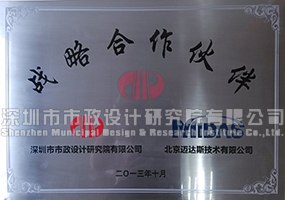 战略合作伙伴
深圳市市政设计研究院有限公司
Shenzhen Municipal Design & Research Institute Co., Ltd
MIDAS
深圳市市政设计研究院有限公司 北京迈达斯技术有限公司
二〇一三年十月